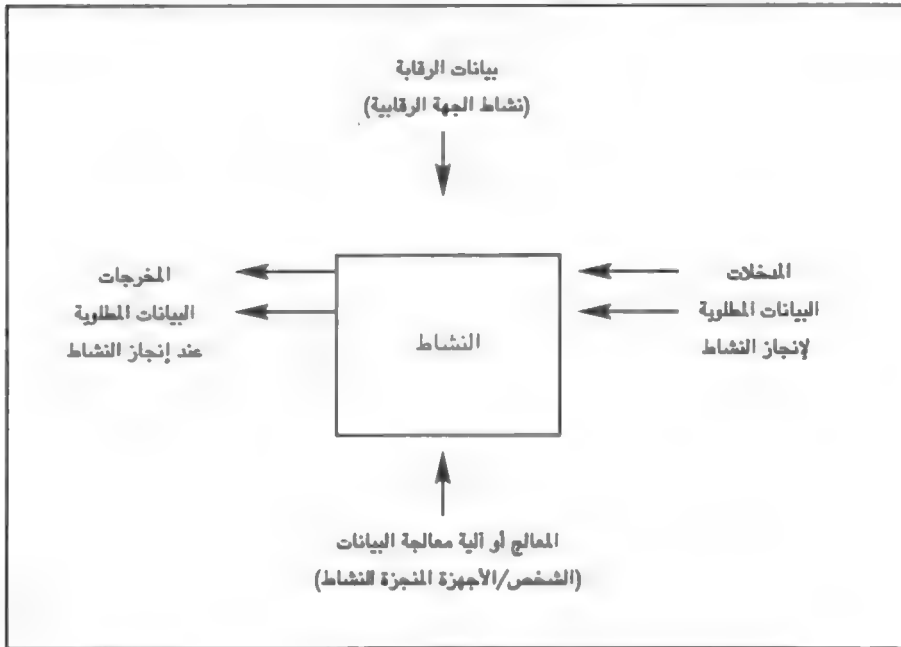 بيانات الرقابة
(نشاط الجهة الرقابية)
المدخلات
البيانات المطلوبة
لإنجاز النشاط
النشاط
المخرجات
البيانات المطلوبة
عند إنجاز النشاط
المعالج أو آلية معالجة البيانات
(الشخص/الأجهزة المنجزة النشاط)